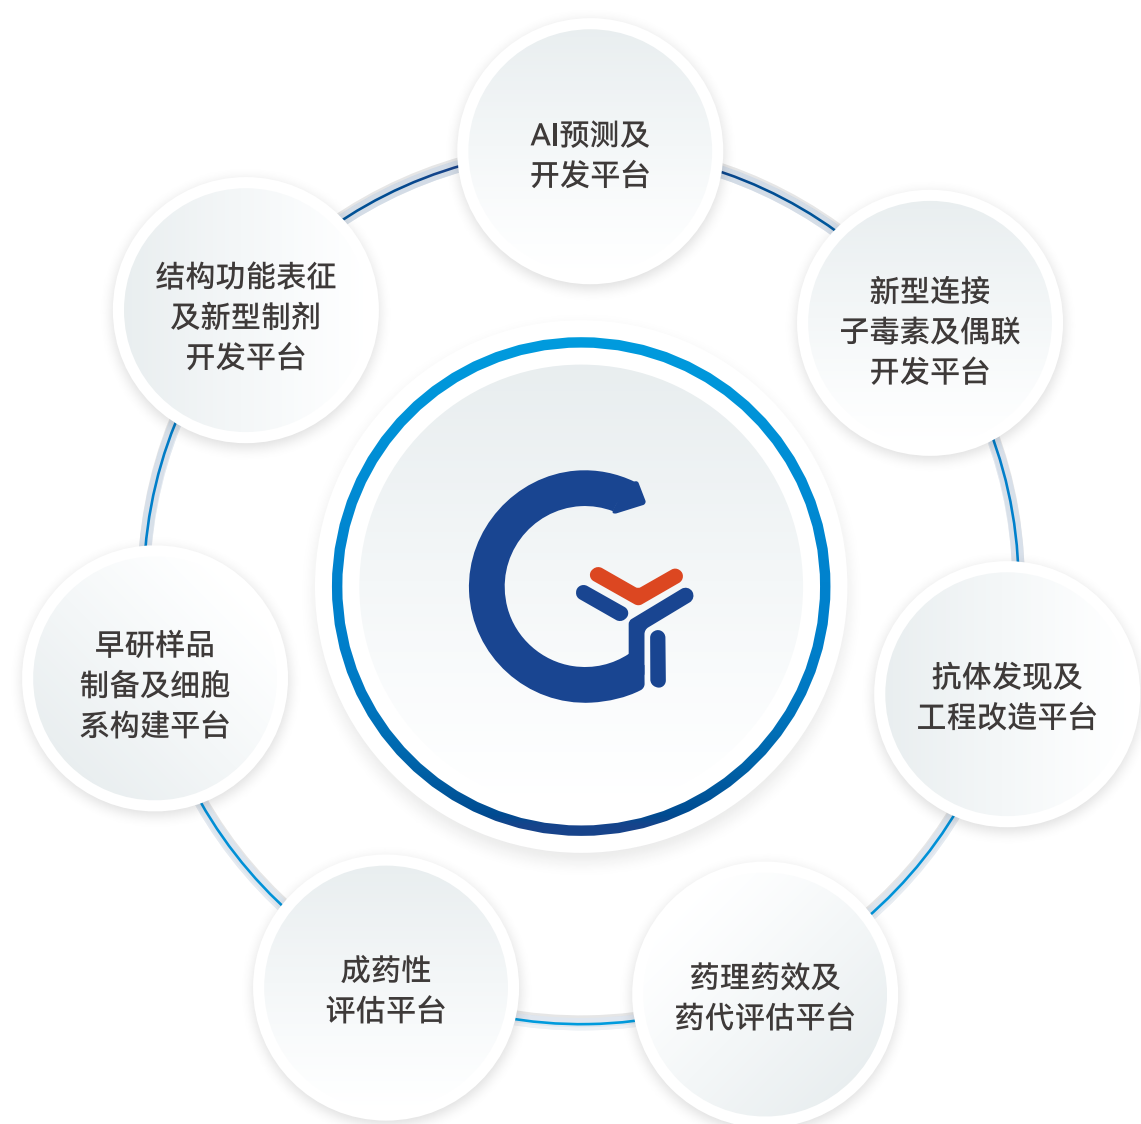 AI预测及
开发平台
新型连接
子毒素及偶联
开发平台
抗体发现及
工程改造平台
药理药效及
药代评估平台
成药性
评估平台
早研样品
制备及细胞
系构建平台
结构功能表征
及新型制剂
开发平台